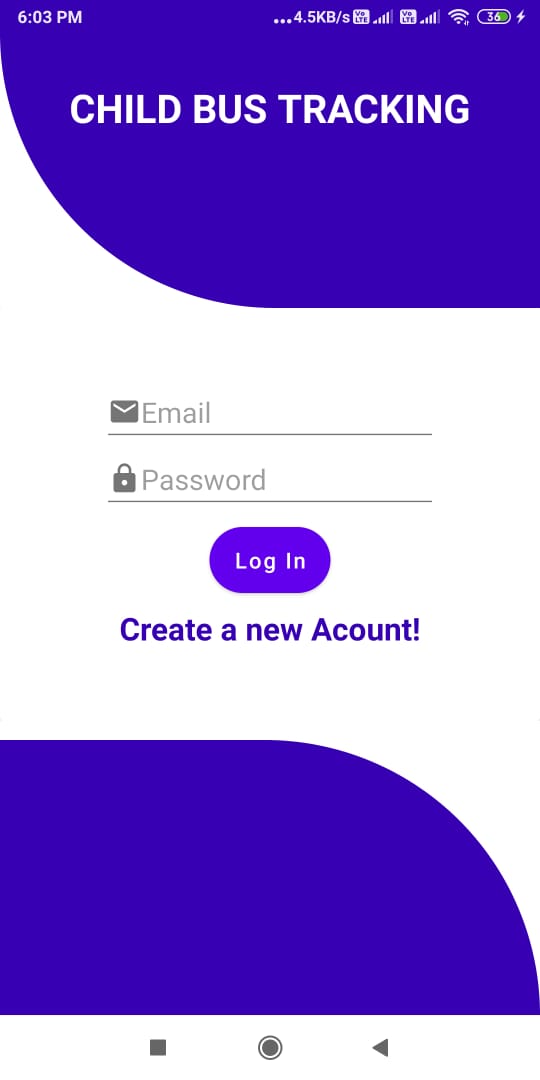 6:03 PM ...4.5KB/s Vo LTE Vo LTE 36
CHILD BUS TRACKING
Email
Password
Log In
Create a new Acount!